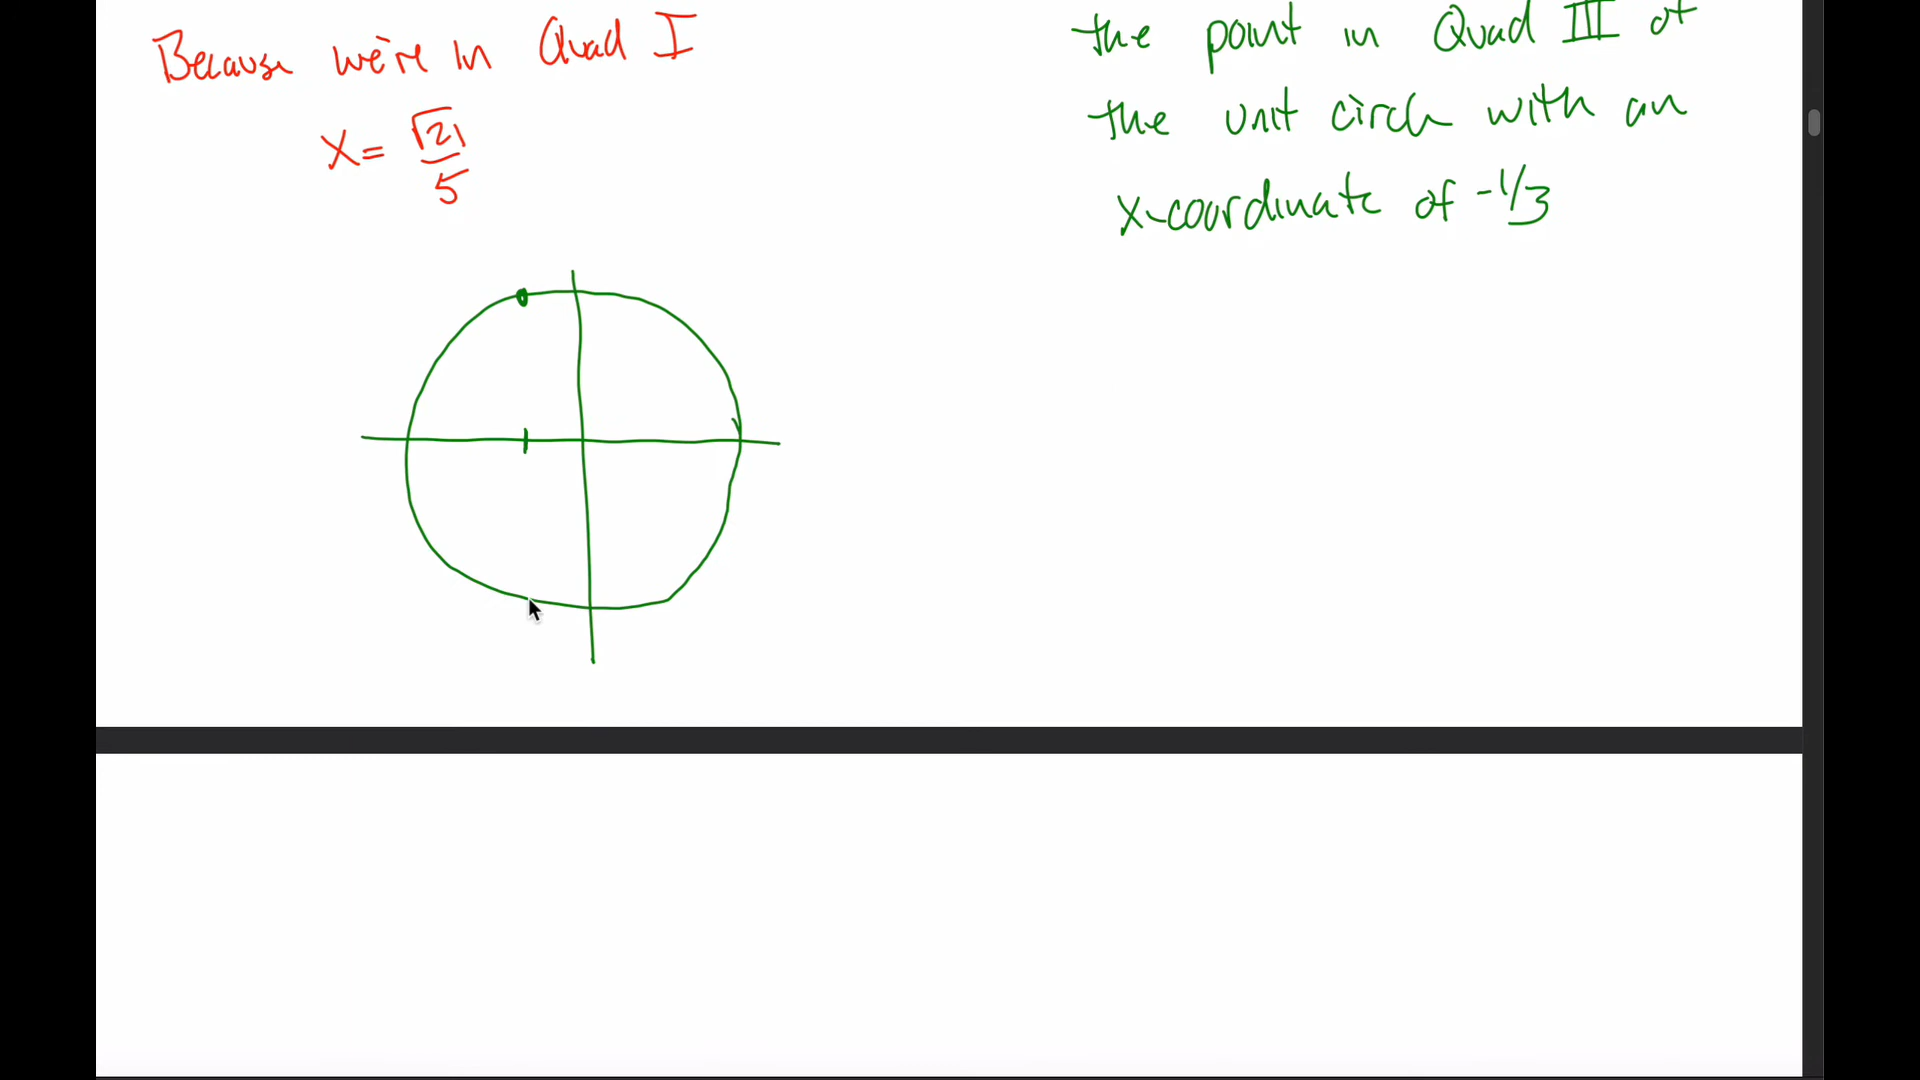 Because we're in Quad I
x = √21/5
the point in Quad III of
the unit circle with an
x-coordinate of -1/3